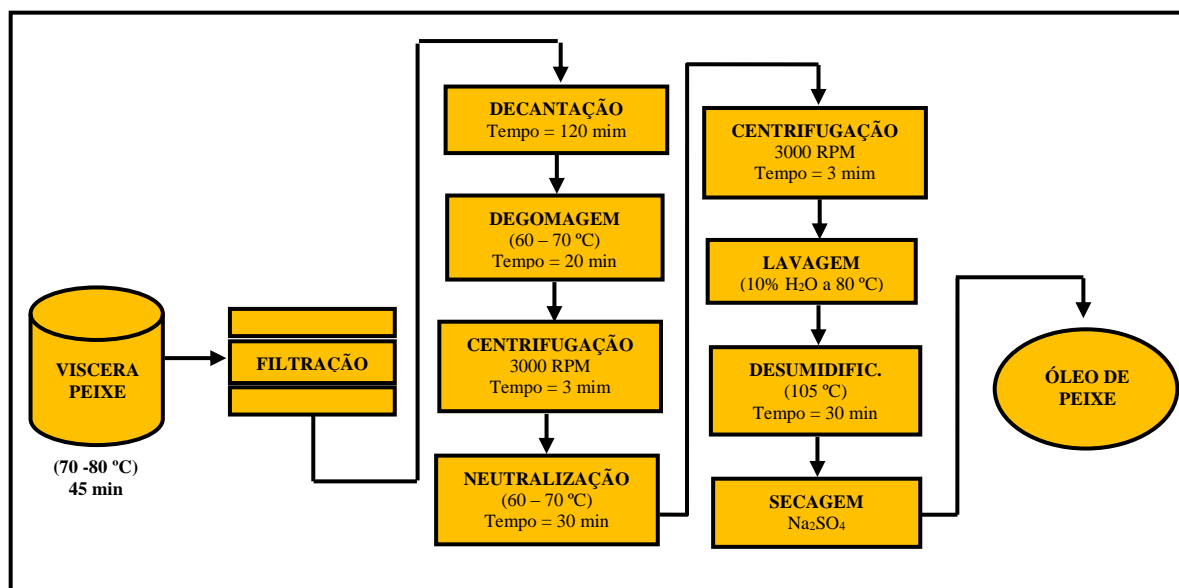 VISCERA
PEIXE
(70 -80 ºC)
45 min
FILTRAÇÃO
DECANTAÇÃO
Tempo = 120 mim
DEGOMAGEM
(60 – 70 ºC)
Tempo = 20 min
CENTRIFUGAÇÃO
3000 RPM
Tempo = 3 mim
NEUTRALIZAÇÃO
(60 – 70 ºC)
Tempo = 30 min
CENTRIFUGAÇÃO
3000 RPM
Tempo = 3 mim
LAVAGEM
(10% H₂O a 80 ºC)
DESUMIDIFIC.
(105 ºC)
Tempo = 30 min
SECAGEM
Na₂SO₄
ÓLEO DE
PEIXE